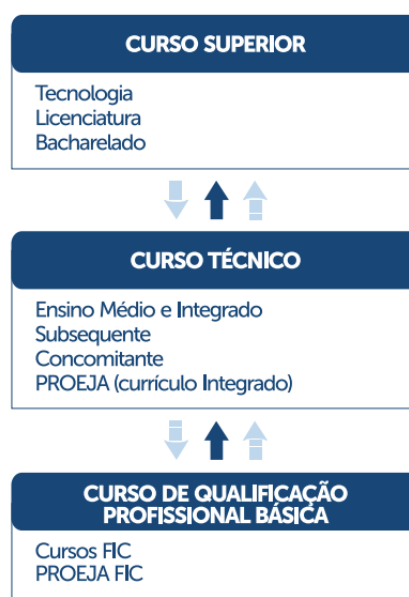 CURSO SUPERIOR
Tecnologia
Licenciatura
Bacharelado
CURSO TÉCNICO
Ensino Médio e Integrado
Subsequente
Concomitante
PROEJA (currículo Integrado)
CURSO DE QUALIFICAÇÃO
PROFISSIONAL BÁSICA
Cursos FIC
PROEJA FIC